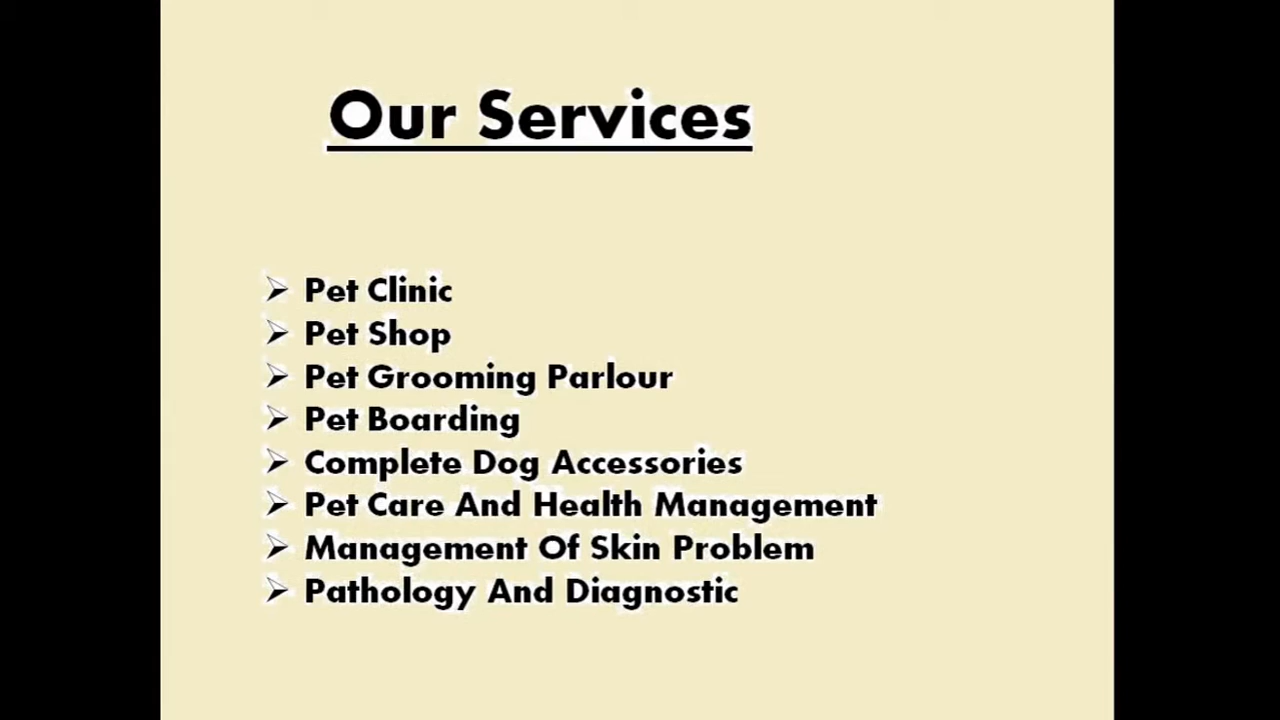 Our Services
➢ Pet Clinic
➢ Pet Shop
➢ Pet Grooming Parlour
➢ Pet Boarding
➢ Complete Dog Accessories
➢ Pet Care And Health Management
➢ Management Of Skin Problem
➢ Pathology And Diagnostic